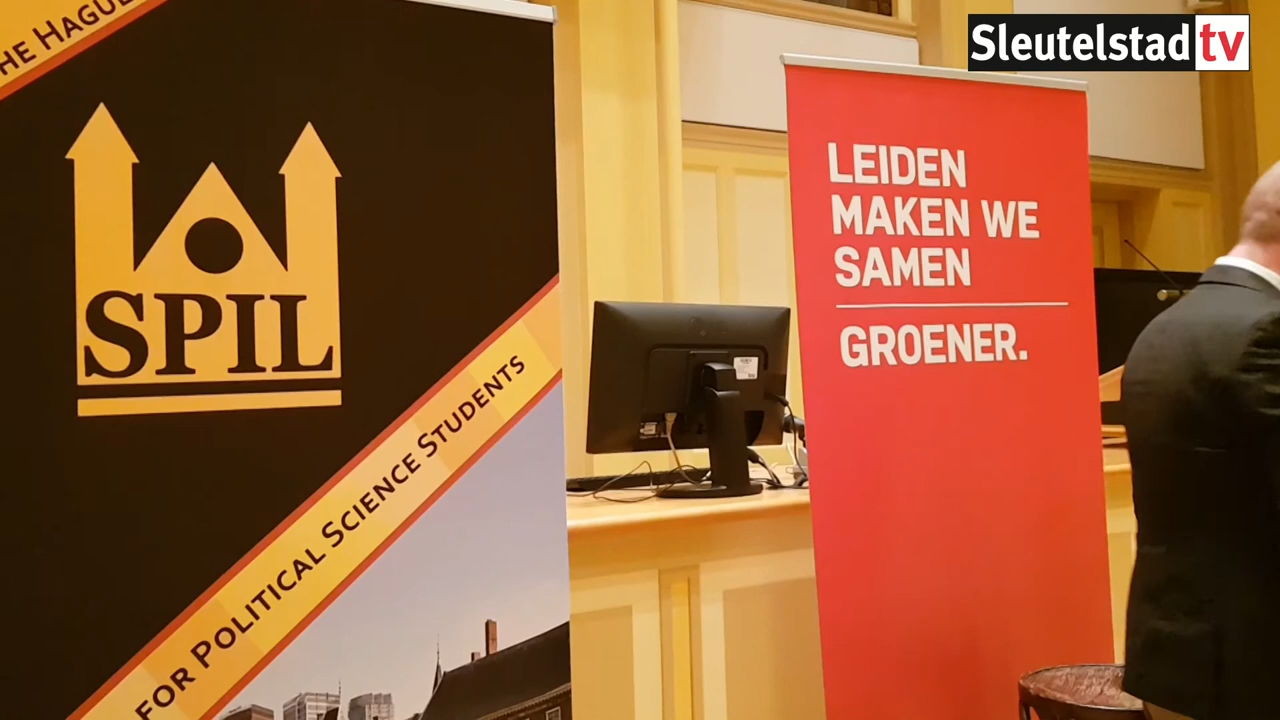 HE HAGUE
SPIL
FOR POLITICAL SCIENCE STUDENTS
LEIDEN
MAKEN WE
SAMEN
GROENER.
Sleutelstad tv